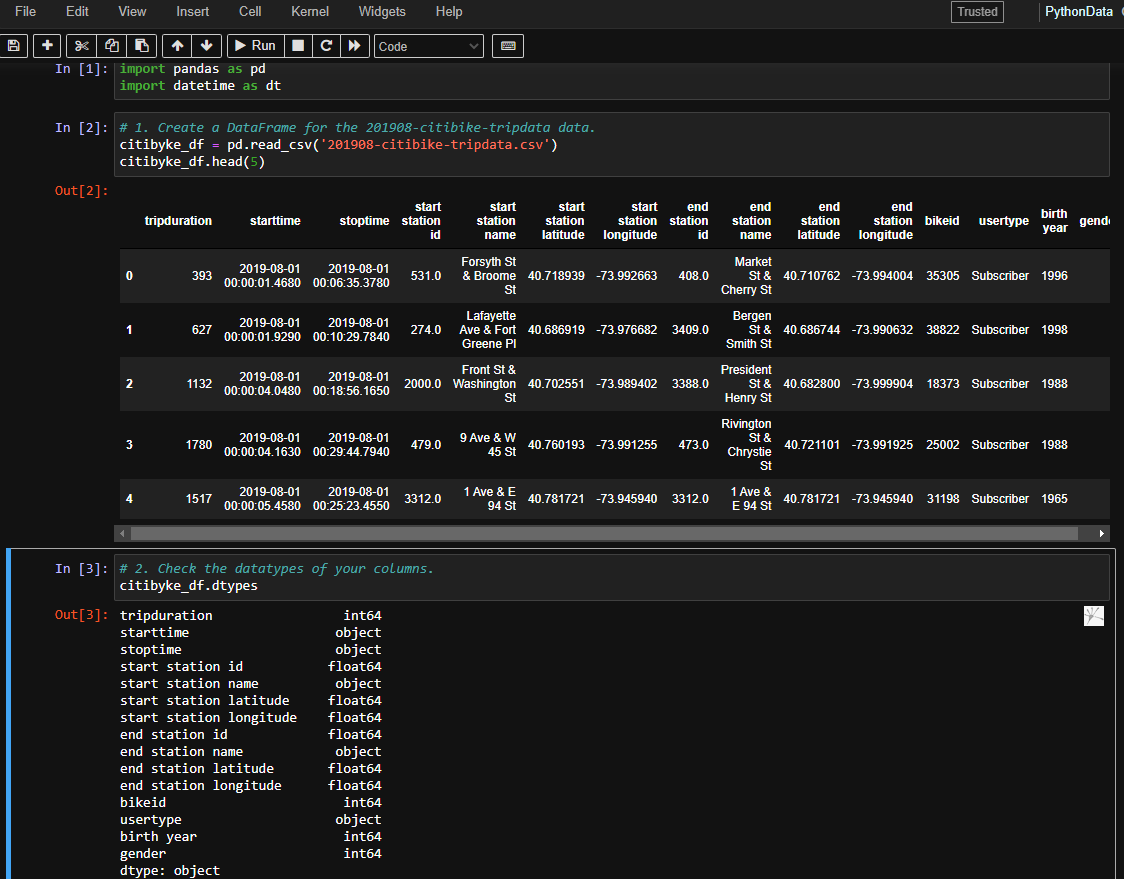 File Edit View Insert Cell Kernel Widgets Help Trusted PythonData
Run Code
In [1]: import pandas as pd
import datetime as dt
In [2]: # 1. Create a DataFrame for the 201908-citibike-tripdata data.
citibyke_df = pd.read_csv('201908-citibike-tripdata.csv')
citibyke_df.head(5)
Out[2]:
tripduration starttime stoptime start station id start station name start station latitude start station longitude end station id end station name end station latitude end station longitude bikeid usertype birth year gende
0 393 2019-08-01 00:00:01.4680 2019-08-01 00:06:35.3780 531.0 Forsyth St & Broome St 40.718939 -73.992663 408.0 Market St & Cherry St 40.710762 -73.994004 35305 Subscriber 1996
1 627 2019-08-01 00:00:01.9290 2019-08-01 00:10:29.7840 274.0 Lafayette Ave & Fort Greene Pl 40.686919 -73.976682 3409.0 Bergen St & Smith St 40.686744 -73.990632 38822 Subscriber 1998
2 1132 2019-08-01 00:00:04.0480 2019-08-01 00:18:56.1650 2000.0 Front St & Washington St 40.702551 -73.989402 3388.0 President St & Henry St 40.682800 -73.999904 18373 Subscriber 1988
3 1780 2019-08-01 00:00:04.1630 2019-08-01 00:29:44.7940 479.0 9 Ave & W 45 St 40.760193 -73.991255 473.0 Rivington St & Chrystie St 40.721101 -73.991925 25002 Subscriber 1988
4 1517 2019-08-01 00:00:05.4580 2019-08-01 00:25:23.4550 3312.0 1 Ave & E 94 St 40.781721 -73.945940 3312.0 1 Ave & E 94 St 40.781721 -73.945940 31198 Subscriber 1965
In [3]: # 2. Check the datatypes of your columns.
citibyke_df.dtypes
Out[3]: tripduration int64
starttime object
stoptime object
start station id float64
start station name object
start station latitude float64
start station longitude float64
end station id float64
end station name object
end station latitude float64
end station longitude float64
bikeid int64
usertype object
birth year int64
gender int64
dtype: object